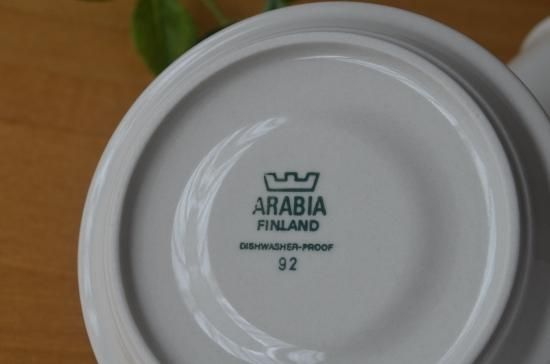 ARABIA
FINLAND
DISHWASHER-PROOF
92